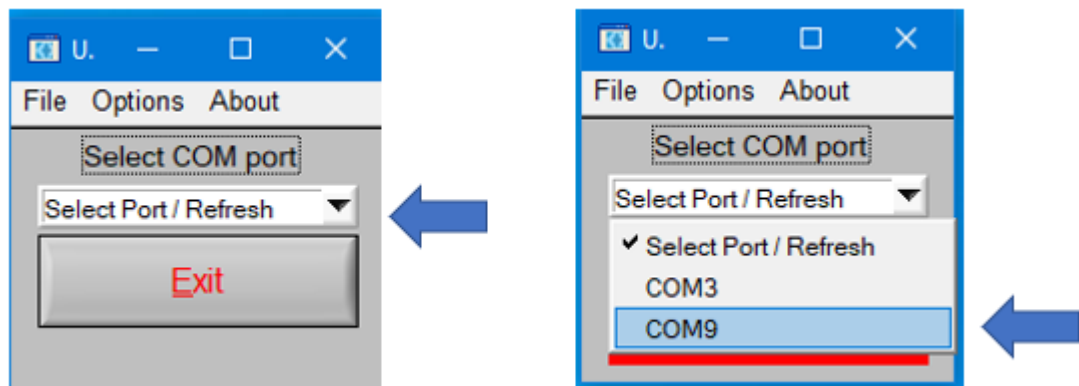 U.
File Options About
Select COM port
Select Port / Refresh
Exit
U.
File Options About
Select COM port
Select Port / Refresh
Select Port / Refresh
COM3
COM9